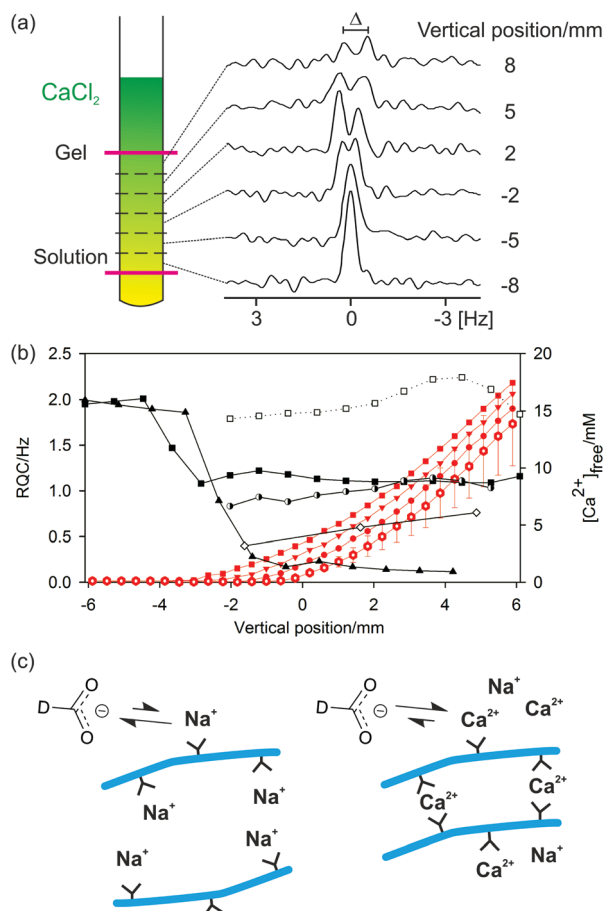 (a)
Vertical position/mm
Δ
CaCl₂
Gel
Solution
8
5
2
-2
-5
-8
3 0 -3 [Hz]
(b)
2.5 20
2.0 15
1.5
10
1.0
5
0.5
0.0 0
RQC/Hz
[Ca²⁺]free/mM
-6 -4 -2 0 2 4 6
Vertical position/mm
(c)
D O O ⊖ Na⁺
Na⁺ Na⁺
Na⁺ Na⁺
D O O ⊖ Na⁺ Ca²⁺ Ca²⁺
Ca²⁺ Ca²⁺
Ca²⁺ Na⁺